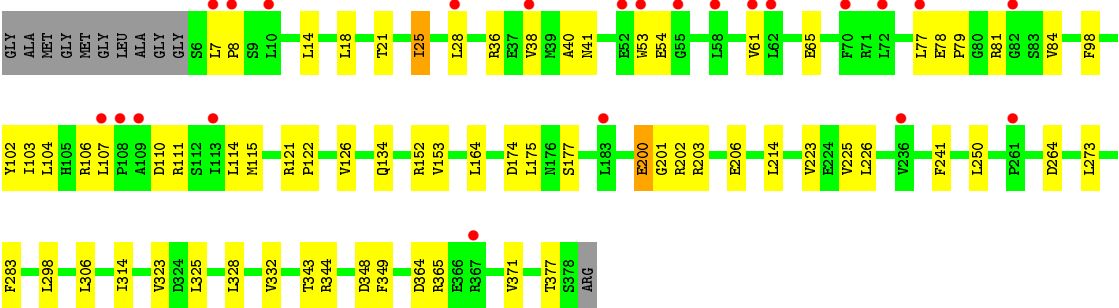 GLY ALA MET GLY MET GLY LEU ALA GLY GLY S6 L7 P8 S9 L10 L14 L18 T21 I25 L28 R36 E37 V38 M39 A40 N41 E52 W53 E54 G55 L58 V61 L62 E65 F70 R71 L72 L77 E78 P79 G80 R81 G82 S83 V84 F98
Y102 I103 L104 H105 R106 L107 P108 A109 D110 R111 S112 I113 L114 M115 R121 P122 V126 Q134 R152 V153 L164 D174 L175 N176 S177 L183 E200 G201 R202 R203 E206 L214 V223 E224 V225 L226 V236 F241 L250 P261 D264 L273
F283 L298 L306 I314 V323 D324 L325 L328 V332 T343 R344 D348 F349 D364 R365 E366 R367 V371 T377 S378 ARG